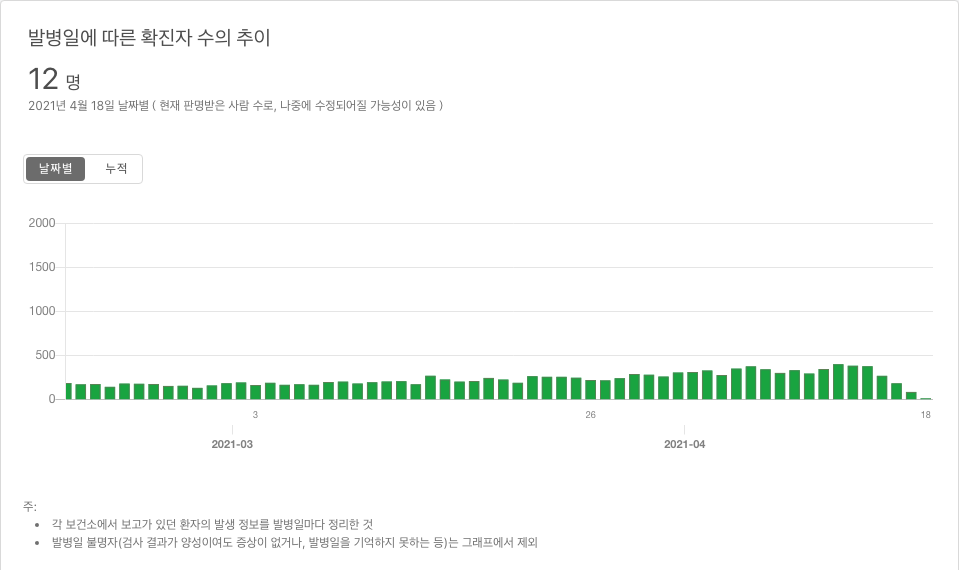 발병일에 따른 확진자 수의 추이
12 명
2021년 4월 18일 날짜별 ( 현재 판명받은 사람 수로, 나중에 수정되어질 가능성이 있음 )
날짜별 누적
2000
1500
1000
500
0
3 26 18
2021-03 2021-04
주:
• 각 보건소에서 보고가 있던 환자의 발생 정보를 발병일마다 정리한 것
• 발병일 불명자(검사 결과가 양성이여도 증상이 없거나, 발병일을 기억하지 못하는 등)는 그래프에서 제외